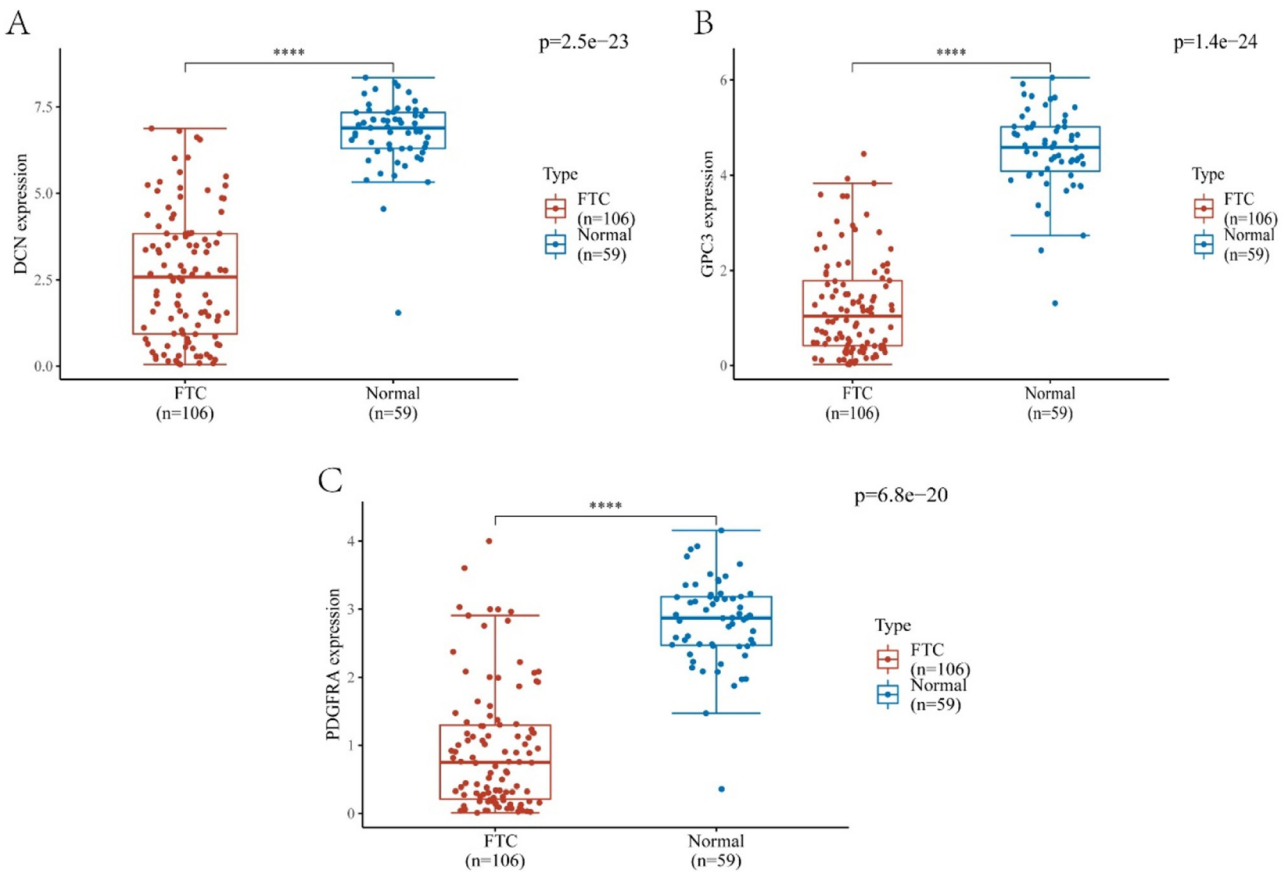 A
****
p=2.5e−23
DCN expression
7.5
5.0
2.5
0.0
FTC
(n=106)
Normal
(n=59)
Type
FTC
(n=106)
Normal
(n=59)
B
****
p=1.4e−24
GPC3 expression
6
4
2
0
FTC
(n=106)
Normal
(n=59)
Type
FTC
(n=106)
Normal
(n=59)
C
****
p=6.8e−20
PDGFRA expression
4
3
2
1
0
FTC
(n=106)
Normal
(n=59)
Type
FTC
(n=106)
Normal
(n=59)